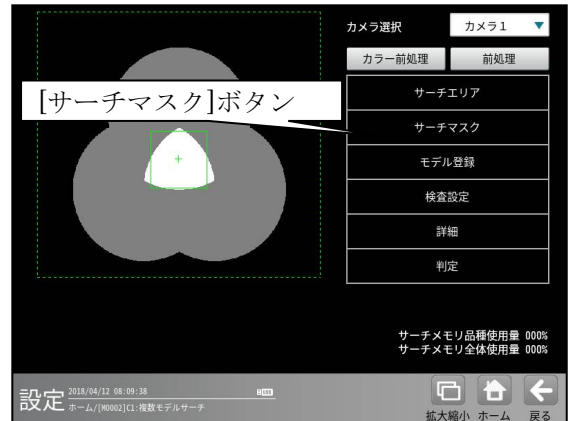 カメラ選択 カメラ1
カラー前処理 前処理
[サーチマスク]ボタン
サーチエリア
サーチマスク
モデル登録
検査設定
詳細
判定
サーチメモリ品種使用量 000%
サーチメモリ全体使用量 000%
設定 2018/04/12 08:09:38
ホーム/[M0002]C1:複数モデルサーチ
拡大縮小 ホーム 戻る